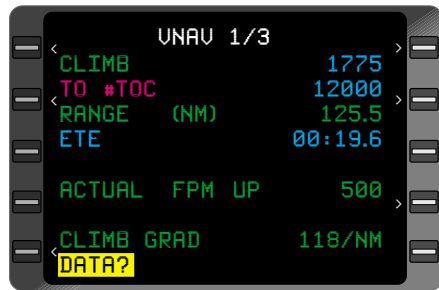 VNAV 1/3
CLIMB 1775
TO #TOC 12000
RANGE (NM) 125.5
ETE 00:19.6
ACTUAL FPM UP 500
CLIMB GRAD 118/NM
DATA?